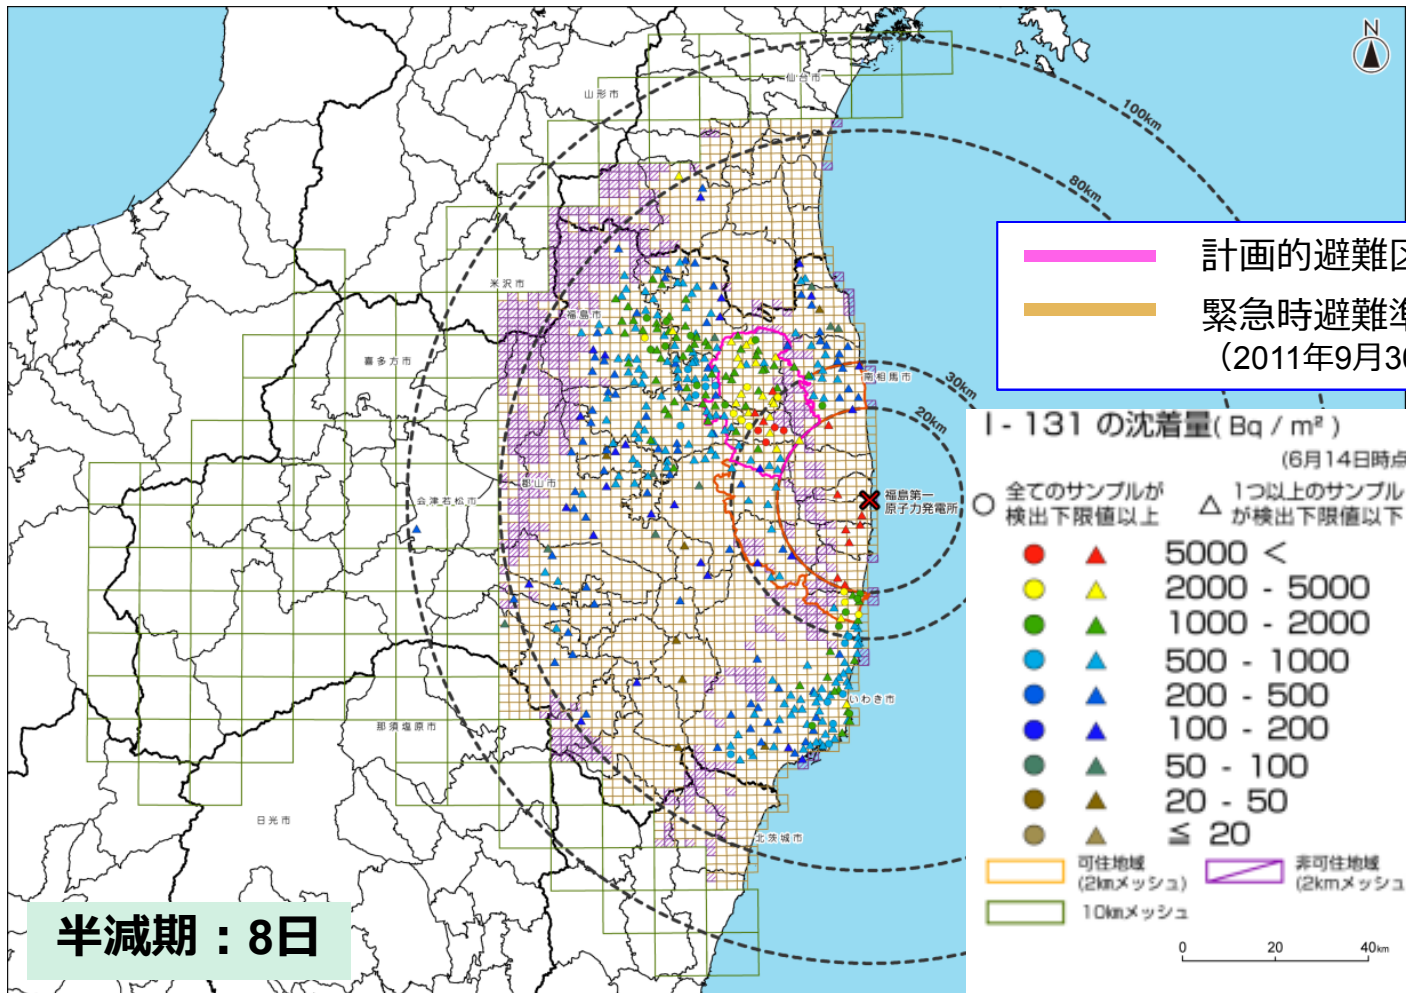 N
仙台市
山形市
100km
80km
計画的避難区
緊急時避難準
（2011年9月30
米沢市
福島市
喜多方市
南相馬市
30km
20km
I - 131 の沈着量( Bq / m² )
(6月14日時点
全てのサンプルが
検出下限値以上
1つ以上のサンプル
が検出下限値以下
郡山市
会津若松市
福島第一
原子力発電所
5000 <
2000 - 5000
1000 - 2000
500 - 1000
200 - 500
100 - 200
50 - 100
20 - 50
≦ 20
いわき市
那須塩原市
日光市
北茨城市
可住地域
(2kmメッシュ)
非可住地域
(2kmメッシュ
10kmメッシュ
半減期：8日
0 20 40km